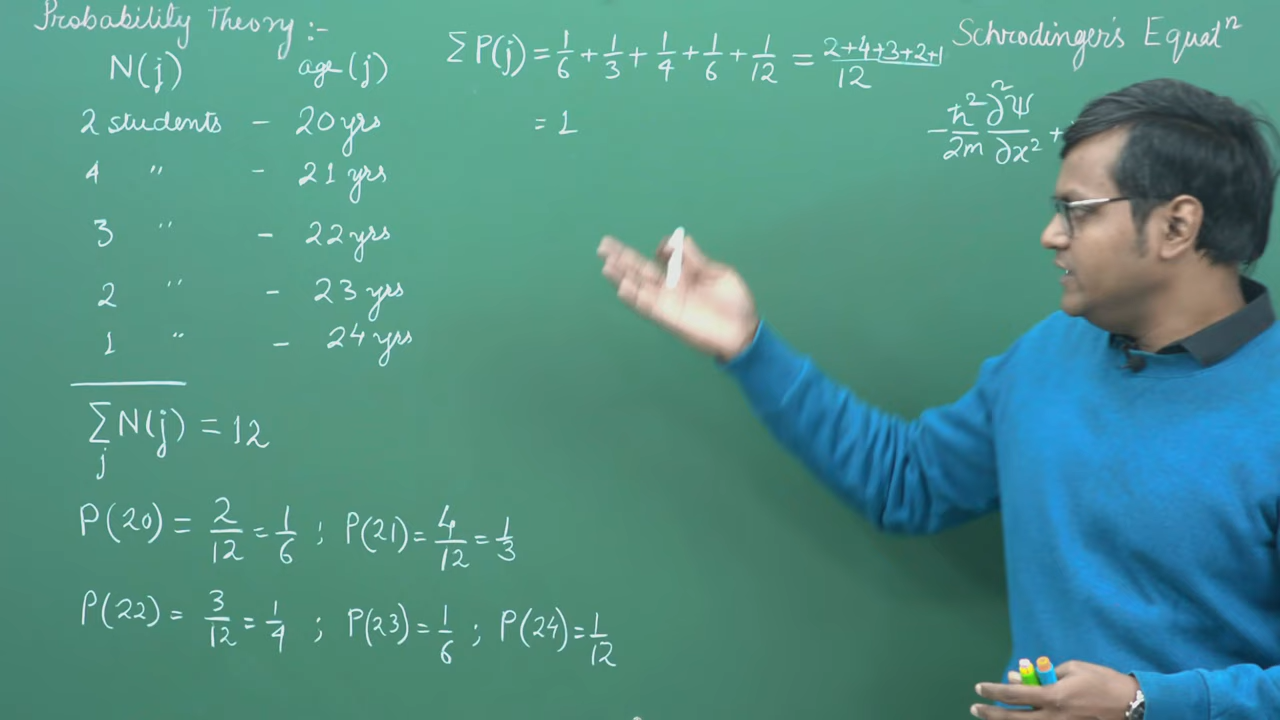 Probability Theory :-
N(j) age (j)
2 students - 20 yrs
4 " - 21 yrs
3 " - 22 yrs
2 " - 23 yrs
1 " - 24 yrs
∑_j N(j) = 12
P(20) = 2/12 = 1/6 ; P(21) = 4/12 = 1/3
P(22) = 3/12 = 1/4 ; P(23) = 1/6 ; P(24) = 1/12
∑ P(j) = 1/6 + 1/3 + 1/4 + 1/6 + 1/12 = (2+4+3+2+1)/12
= 1
Schrodinger's Equatⁿ
-ħ²/2m ∂²Ψ/∂x² +